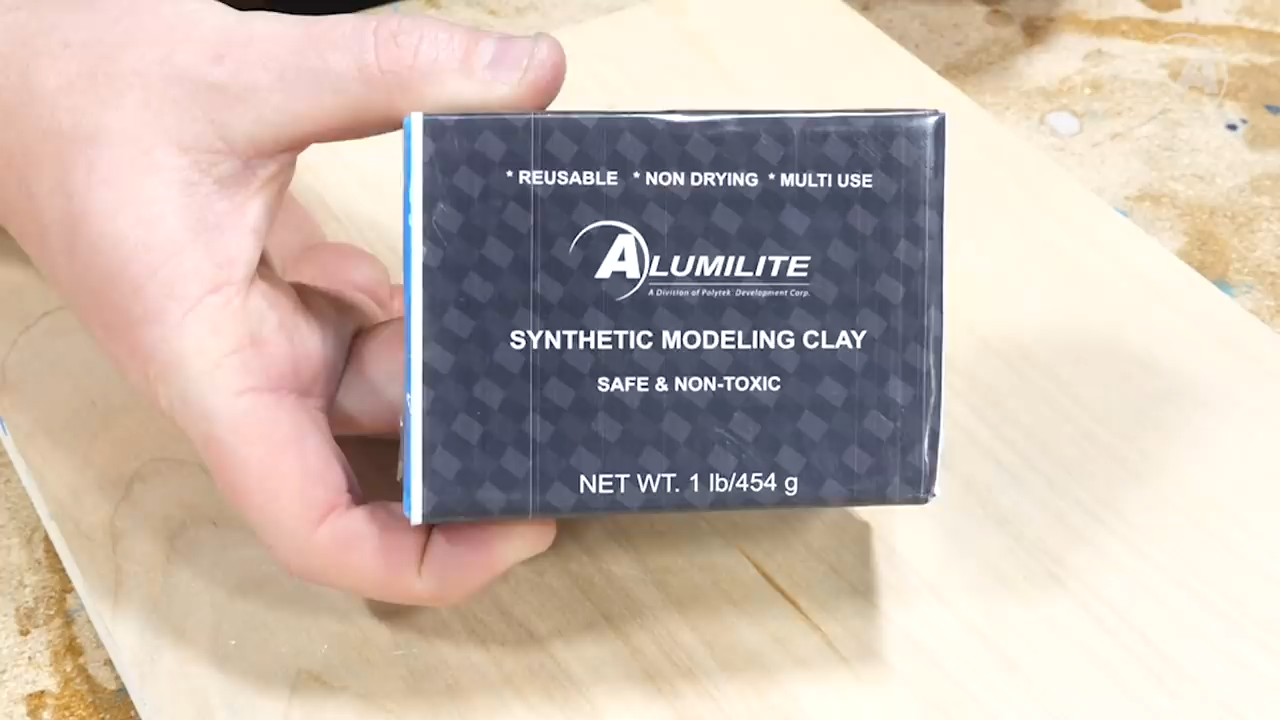 * REUSABLE * NON DRYING * MULTI USE
ALUMILITE
A Division of Polytek Development Corp.
SYNTHETIC MODELING CLAY
SAFE & NON-TOXIC
NET WT. 1 lb/454 g